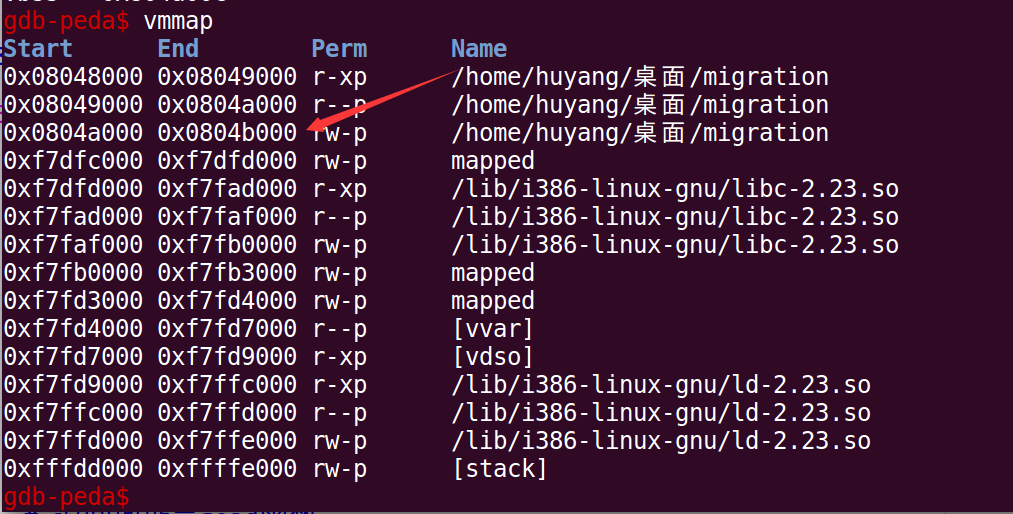 gdb-peda$ vmmap
Start End Perm Name
0x08048000 0x08049000 r-xp /home/huyang/桌面/migration
0x08049000 0x0804a000 r--p /home/huyang/桌面/migration
0x0804a000 0x0804b000 rw-p /home/huyang/桌面/migration
0xf7dfc000 0xf7dfd000 rw-p mapped
0xf7dfd000 0xf7fad000 r-xp /lib/i386-linux-gnu/libc-2.23.so
0xf7fad000 0xf7faf000 r--p /lib/i386-linux-gnu/libc-2.23.so
0xf7faf000 0xf7fb0000 rw-p /lib/i386-linux-gnu/libc-2.23.so
0xf7fb0000 0xf7fb3000 rw-p mapped
0xf7fd3000 0xf7fd4000 rw-p mapped
0xf7fd4000 0xf7fd7000 r--p [vvar]
0xf7fd7000 0xf7fd9000 r-xp [vdso]
0xf7fd9000 0xf7ffc000 r-xp /lib/i386-linux-gnu/ld-2.23.so
0xf7ffc000 0xf7ffd000 r--p /lib/i386-linux-gnu/ld-2.23.so
0xf7ffd000 0xf7ffe000 rw-p /lib/i386-linux-gnu/ld-2.23.so
0xfffdd000 0xffffe000 rw-p [stack]
gdb-peda$